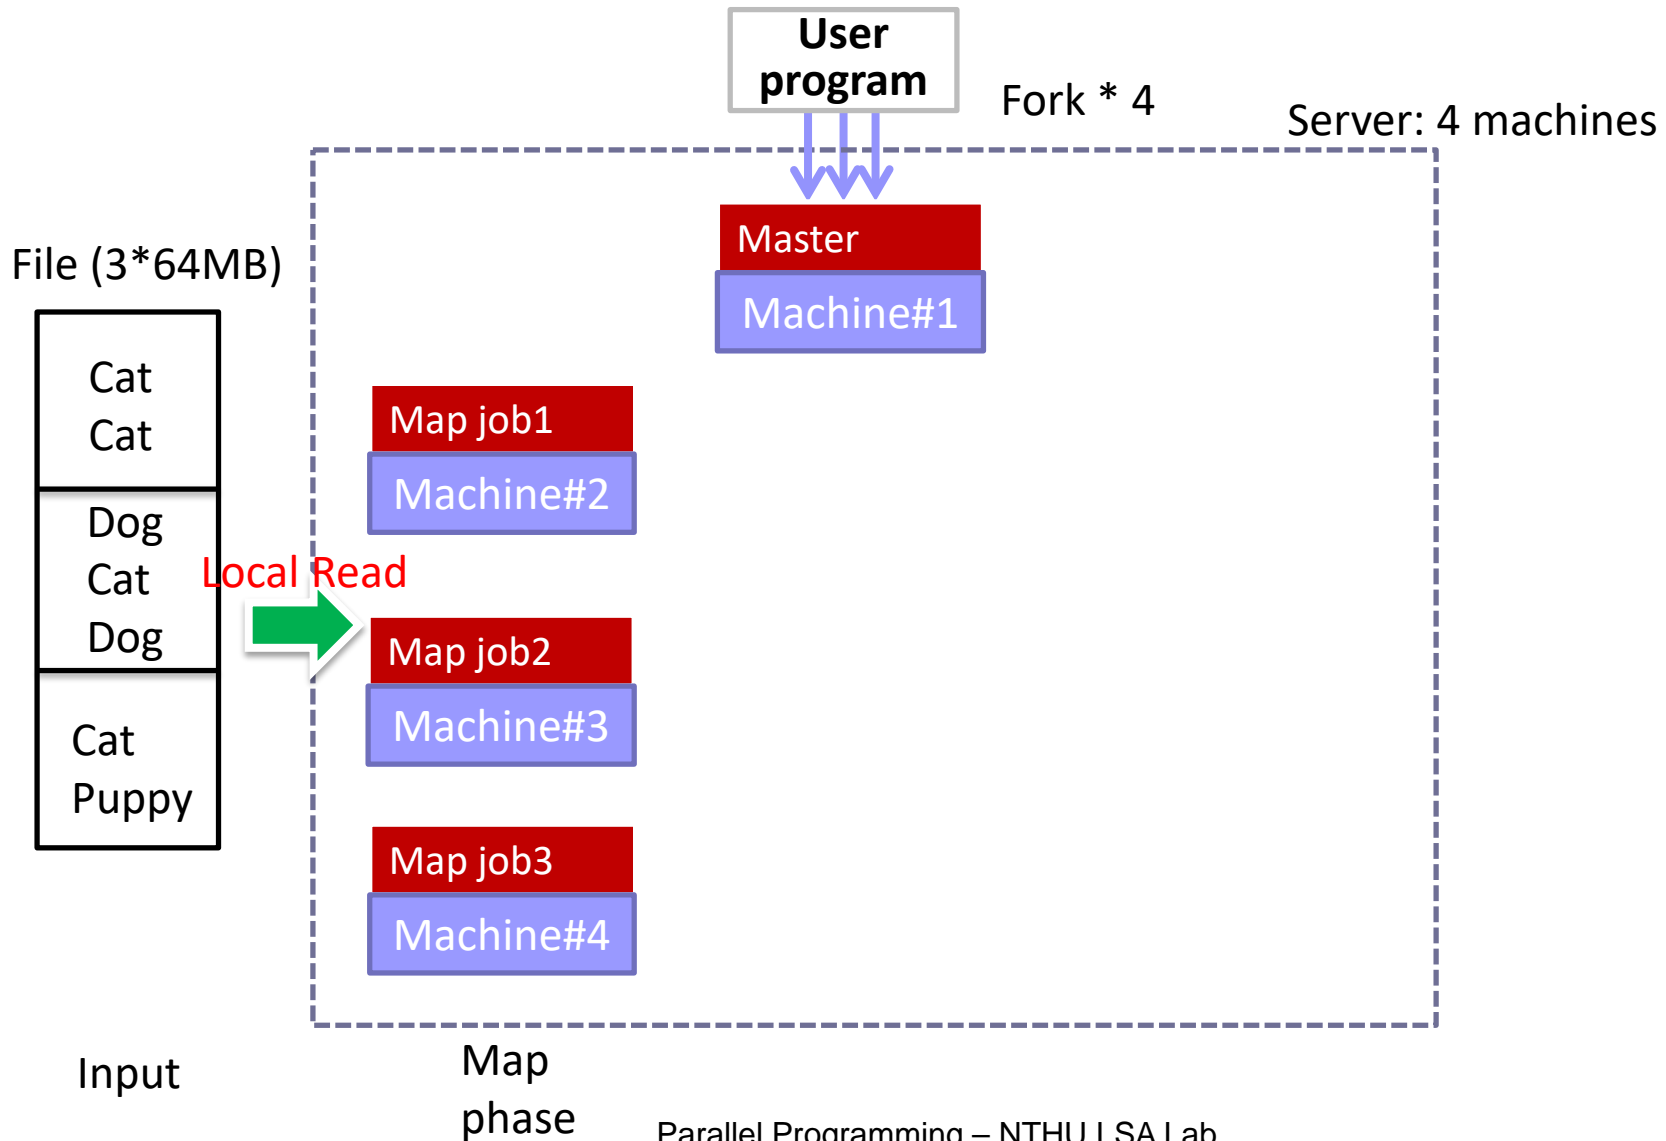 User
program
Fork * 4
Server: 4 machines
Master
Machine#1
File (3*64MB)
Cat
Cat
Dog
Cat
Dog
Cat
Puppy
Local Read
Map job1
Machine#2
Map job2
Machine#3
Map job3
Machine#4
Input
Map
phase
Parallel Programming – NTHU LSA Lab